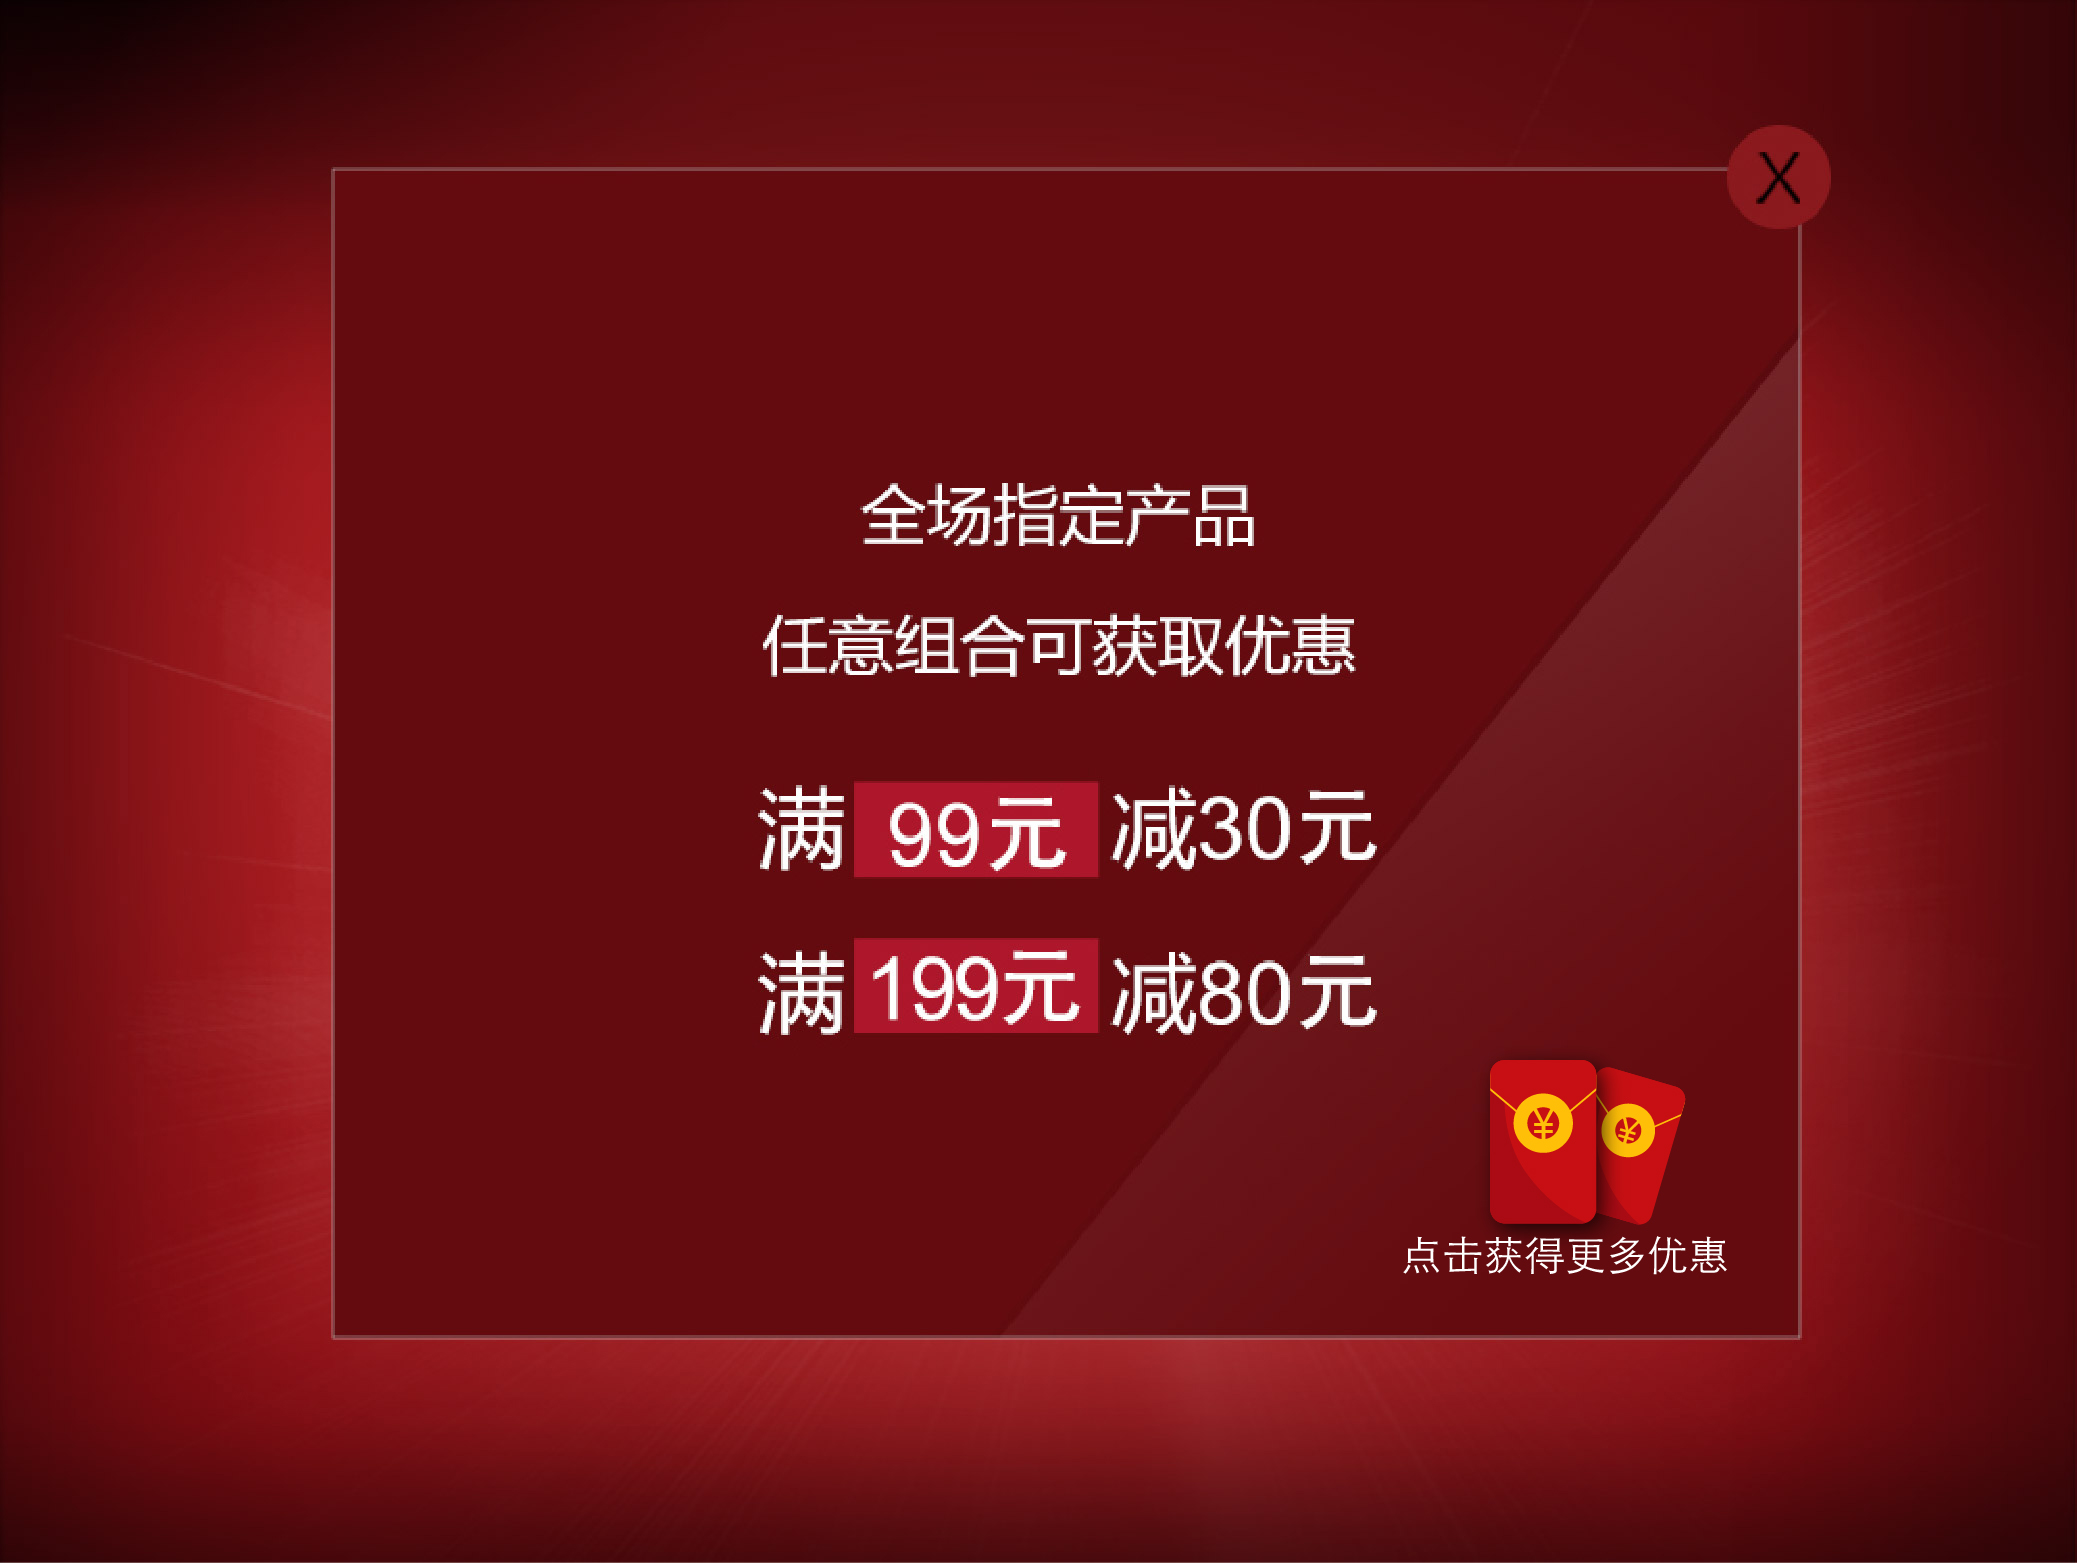 X
全场指定产品
任意组合可获取优惠
满 99元 减30元
满 199元 减80元
¥ ¥
点击获得更多优惠